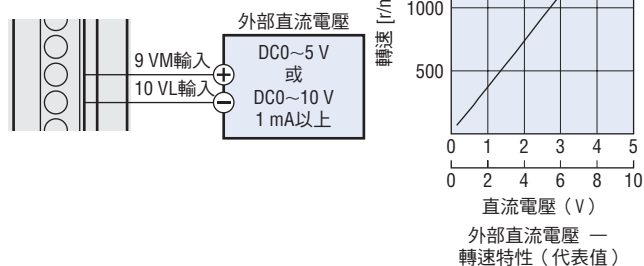 外部直流電壓
9 VM輸入
10 VL輸入
+
−
DC0～5 V
或
DC0～10 V
1 mA以上
轉速 [r/m
1000
500
0 1 2 3 4 5
0 2 4 6 8 10
直流電壓（V）
外部直流電壓 —
轉速特性（代表值）